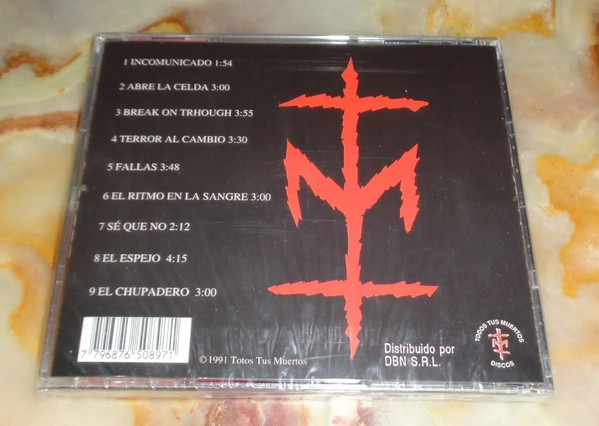 1 INCOMUNICADO 1:54
2 ABRE LA CELDA 3:00
3 BREAK ON TRHOUGH 3:55
4 TERROR AL CAMBIO 3:30
5 FALLAS 3:48
6 EL RITMO EN LA SANGRE 3:00
7 SÉ QUE NO 2:12
8 EL ESPEJO 4:15
9 EL CHUPADERO 3:00
7 796876 508971
©1991 Totos Tus Muertos
Distribuido por
DBN S.R.L.
TODOS TUS MUERTOS
DISCOS